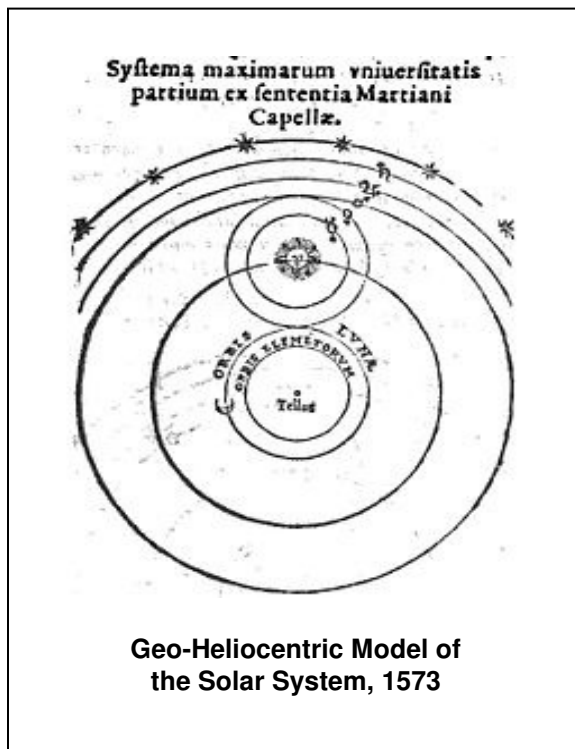 Syſtema maximarum vniuerſitatis
partium ex ſententia Martiani
Capellæ.
ORBIS LVNÆ
ORBIS ELEMETORVM
Tellus
Geo-Heliocentric Model of
the Solar System, 1573